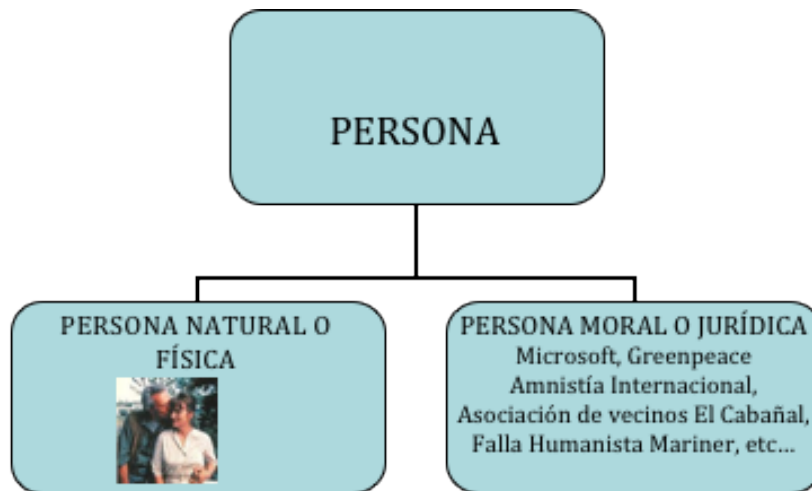 PERSONA
PERSONA NATURAL O
FÍSICA
PERSONA MORAL O JURÍDICA
Microsoft, Greenpeace
Amnistía Internacional,
Asociación de vecinos El Cabañal,
Falla Humanista Mariner, etc...